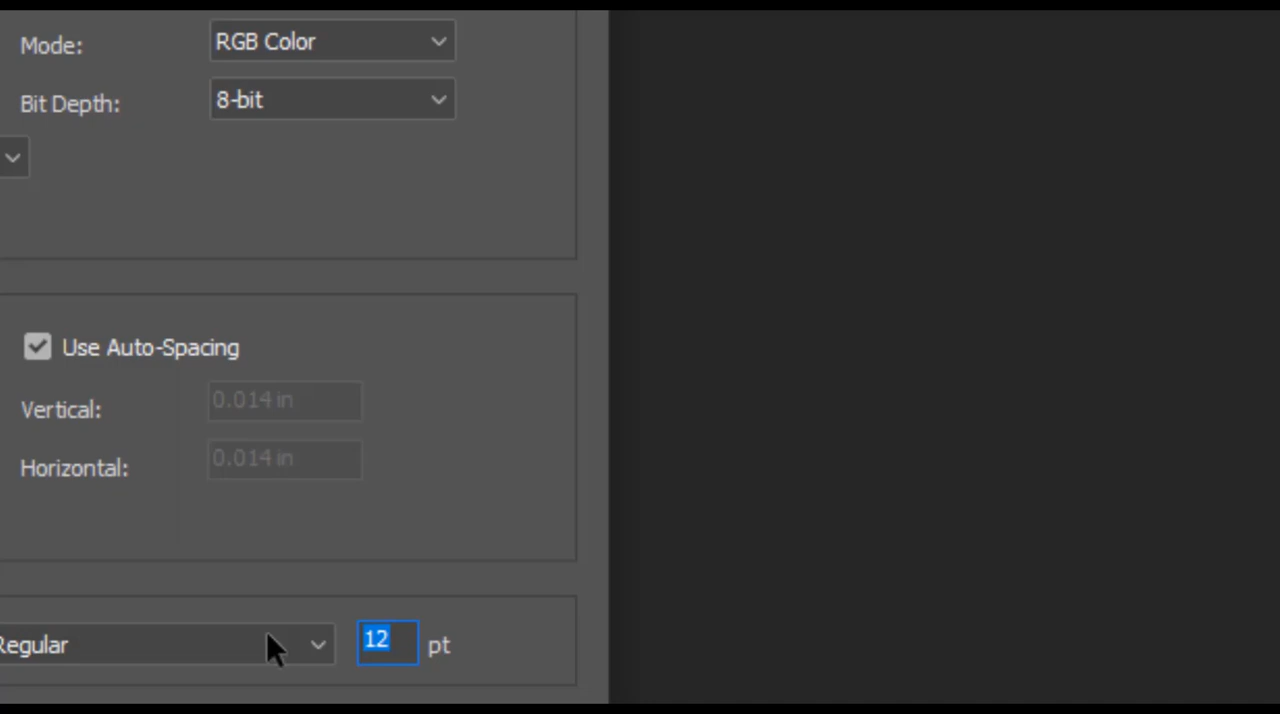 Mode: RGB Color
Bit Depth: 8-bit
Use Auto-Spacing
Vertical: 0.014 in
Horizontal: 0.014 in
Regular 12 pt